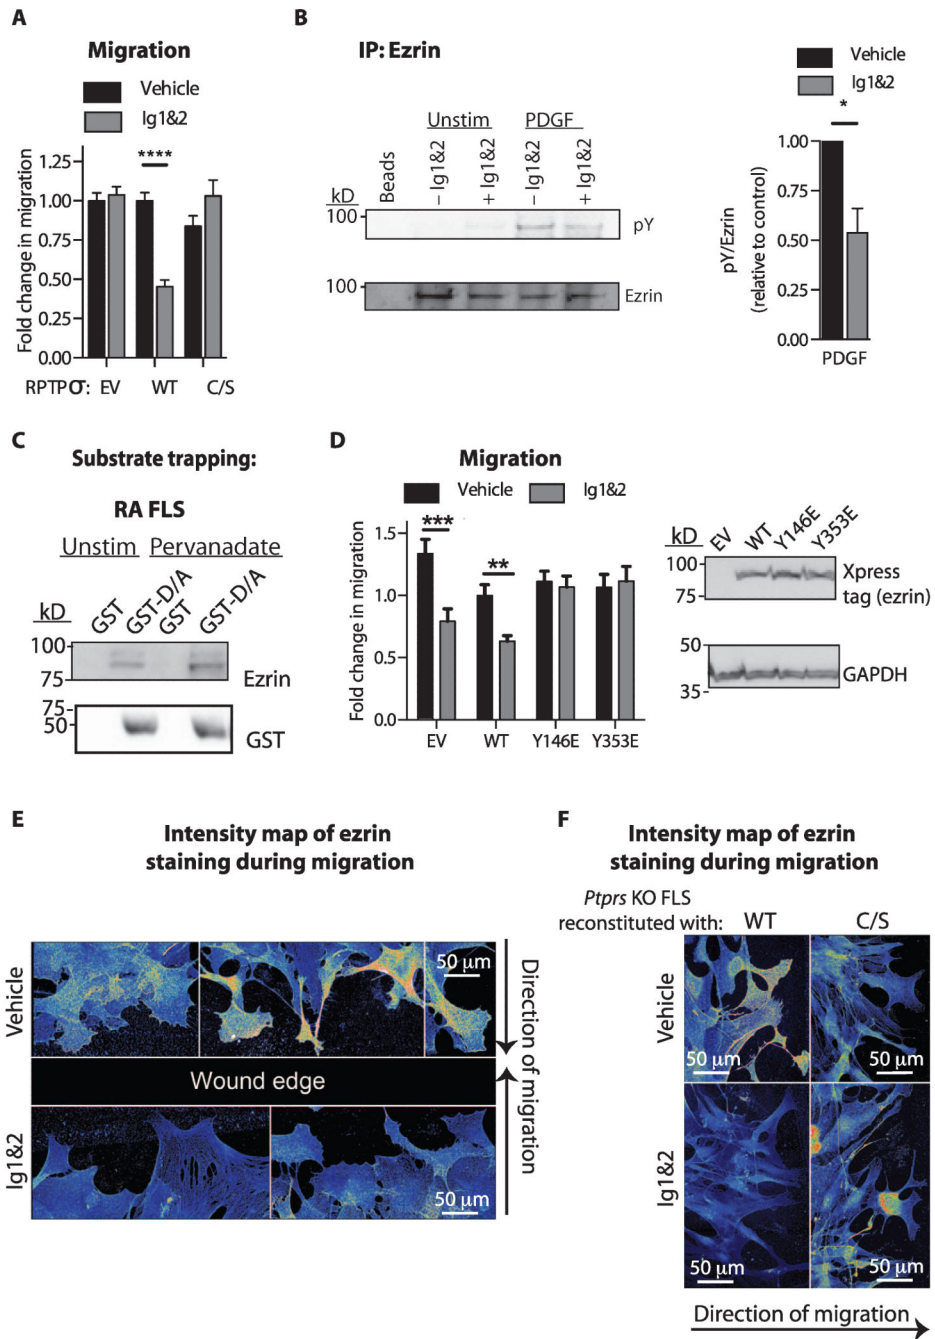 A
Migration
Vehicle
Ig1&2
Fold change in migration
1.25
1.00
0.75
0.50
0.25
0.00
****
RPTPσ: EV WT C/S
B
IP: Ezrin
Unstim PDGF
Beads
– Ig1&2
+ Ig1&2
– Ig1&2
+ Ig1&2
kD
100
pY
100
Ezrin
Vehicle
Ig1&2
*
pY/Ezrin
(relative to control)
1.00
0.75
0.50
0.25
0.00
PDGF
C
Substrate trapping:
RA FLS
Unstim Pervanadate
GST
GST-D/A
GST
GST-D/A
kD
100
75
Ezrin
75-
50
GST
D
Migration
Vehicle Ig1&2
Fold change in migration
1.5
1.0
0.5
0.0
***
**
EV WT Y146E Y353E
kD
EV
WT
Y146E
Y353E
100
75-
Xpress
tag (ezrin)
50
35-
GAPDH
E
Intensity map of ezrin
staining during migration
Vehicle
50 μm
Wound edge
Ig1&2
50 μm
Direction of migration
F
Intensity map of ezrin
staining during migration
Ptprs KO FLS
reconstituted with: WT C/S
Vehicle
50 μm
50 μm
Ig1&2
50 μm
50 μm
Direction of migration